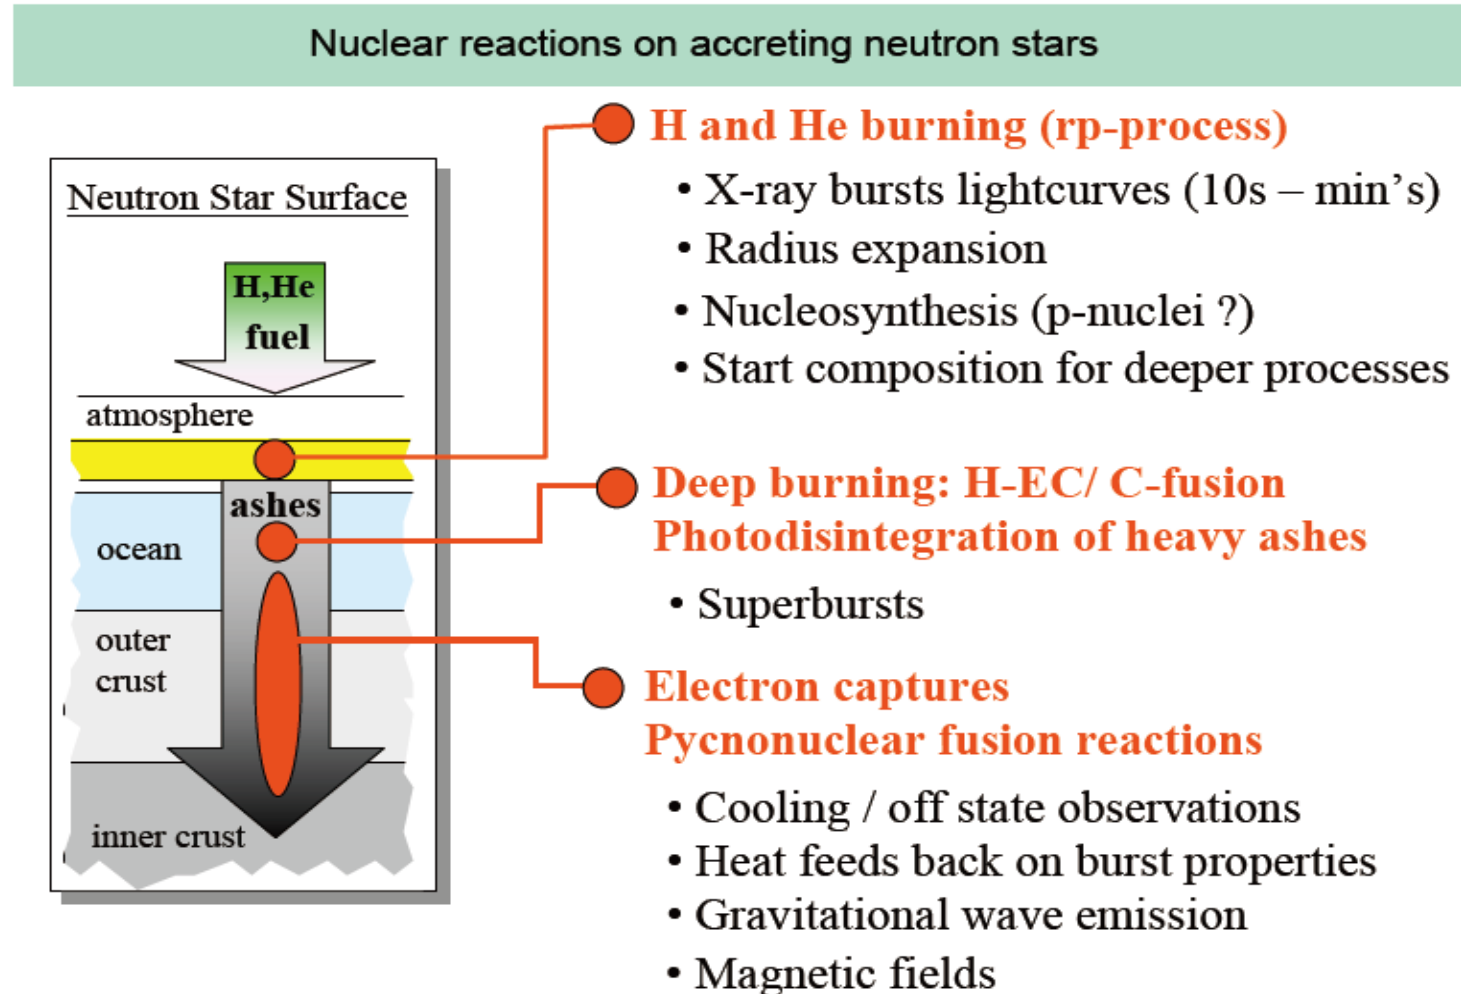 Nuclear reactions on accreting neutron stars
Neutron Star Surface
H,He
fuel
atmosphere
ashes
ocean
outer
crust
inner crust
H and He burning (rp-process)
• X-ray bursts lightcurves (10s – min’s)
• Radius expansion
• Nucleosynthesis (p-nuclei ?)
• Start composition for deeper processes
Deep burning: H-EC/ C-fusion
Photodisintegration of heavy ashes
• Superbursts
Electron captures
Pycnonuclear fusion reactions
• Cooling / off state observations
• Heat feeds back on burst properties
• Gravitational wave emission
• Magnetic fields